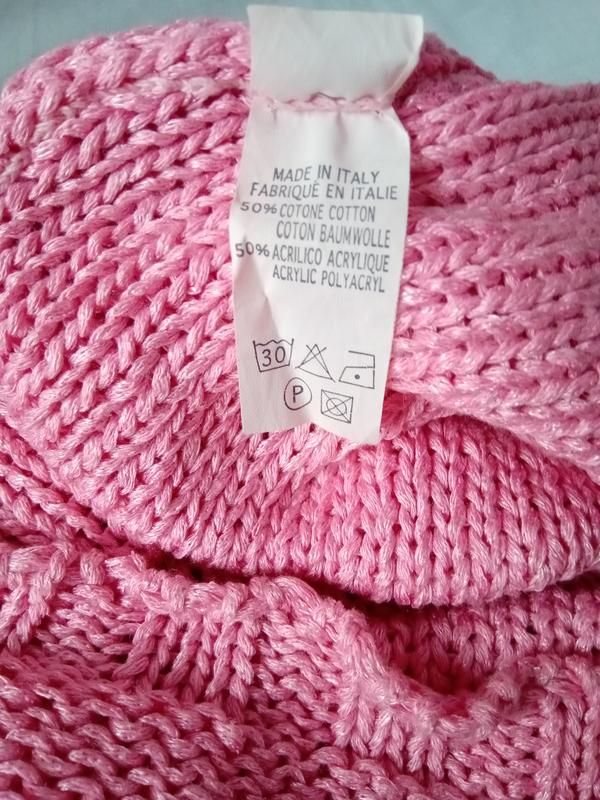 MADE IN ITALY
FABRIQUÉ EN ITALIE
50% COTONE COTTON
COTON BAUMWOLLE
50% ACRILICO ACRYLIQUE
ACRYLIC POLYACRYL
30
P